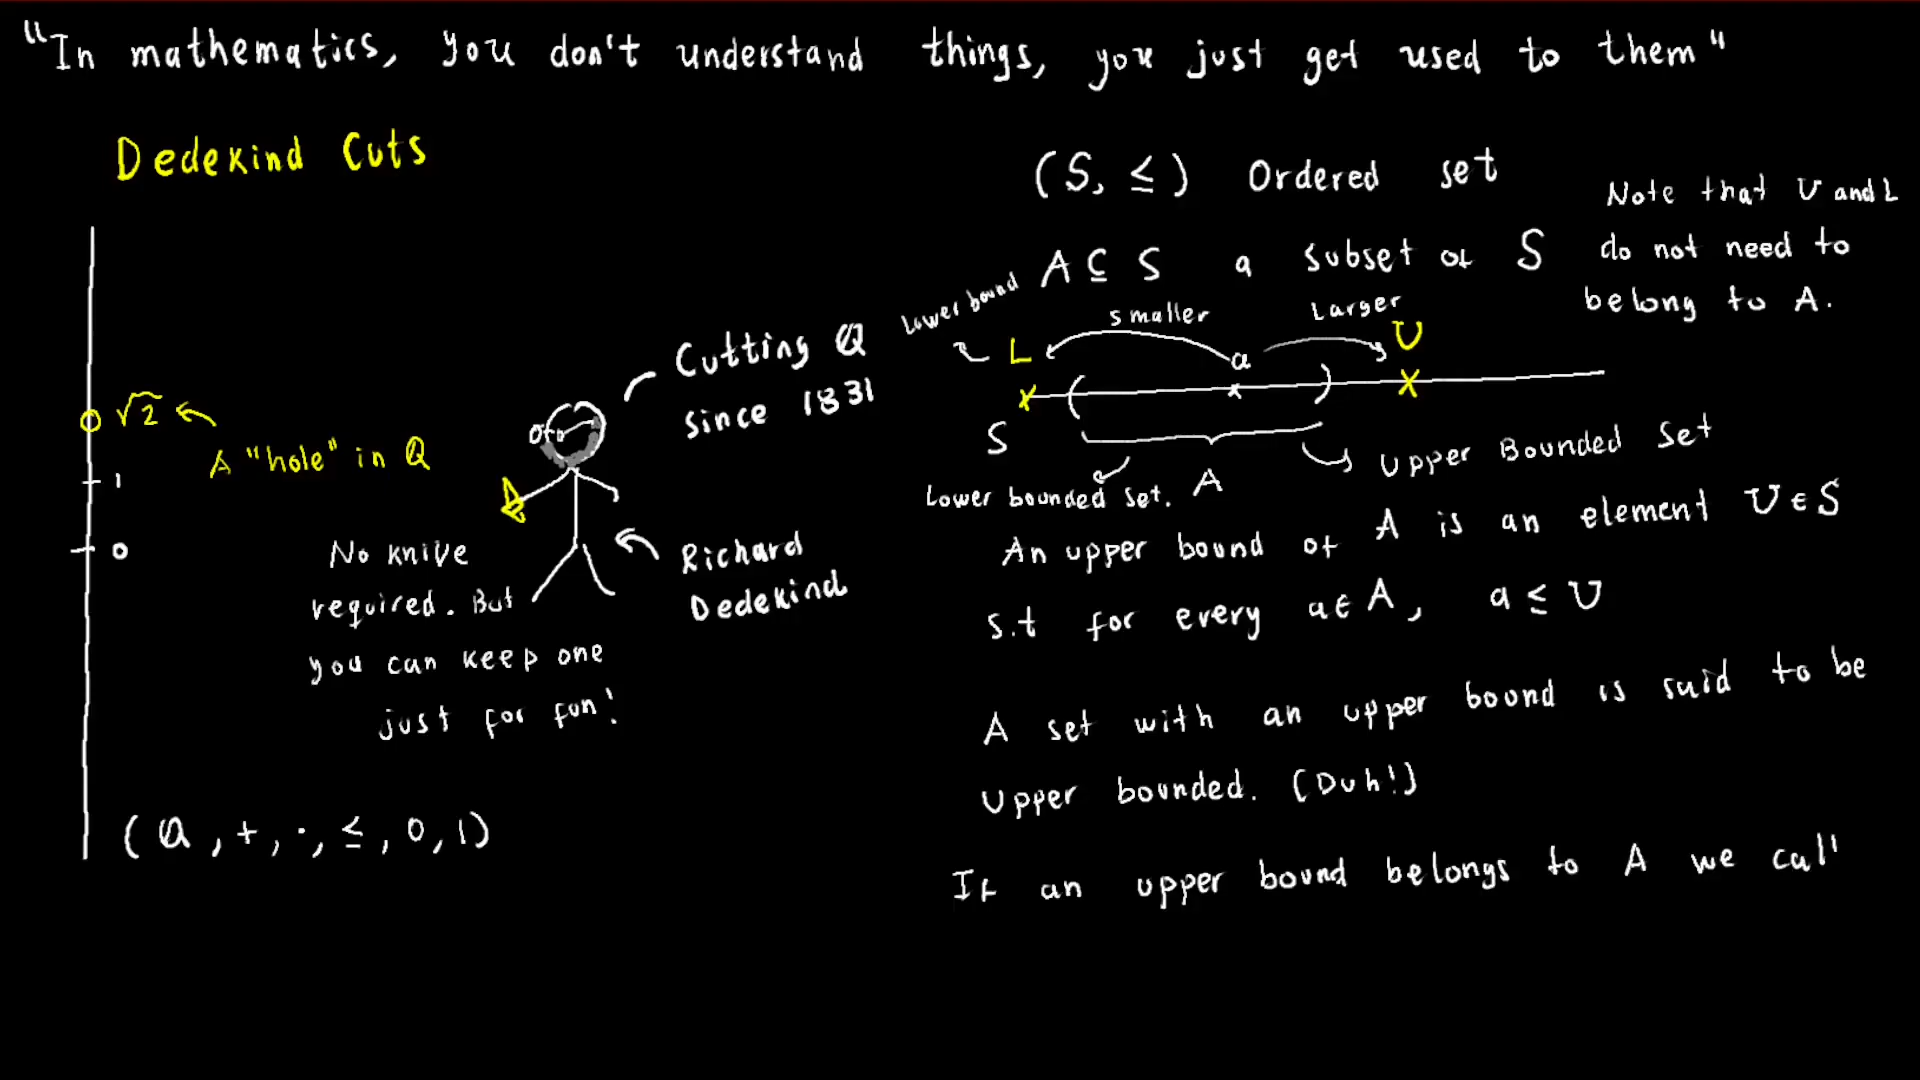 "In mathematics, you don't understand things, you just get used to them"
Dedekind Cuts
√2
A "hole" in Q
1
0
Cutting Q
since 1831
No knive
required. But
you can keep one
just for fun!
Richard
Dedekind
(Q, +, ·, ≤, 0, 1)
(S, ≤) Ordered set
A ⊆ S a subset of S
Note that U and L
do not need to
belong to A.
Lower bound
smaller
Larger
L
a
U
S
A
Lower bounded set.
Upper Bounded Set
An upper bound of A is an element U ∈ S
s.t for every a ∈ A, a ≤ U
A set with an upper bound is said to be
Upper bounded. (Duh!)
If an upper bound belongs to A we call